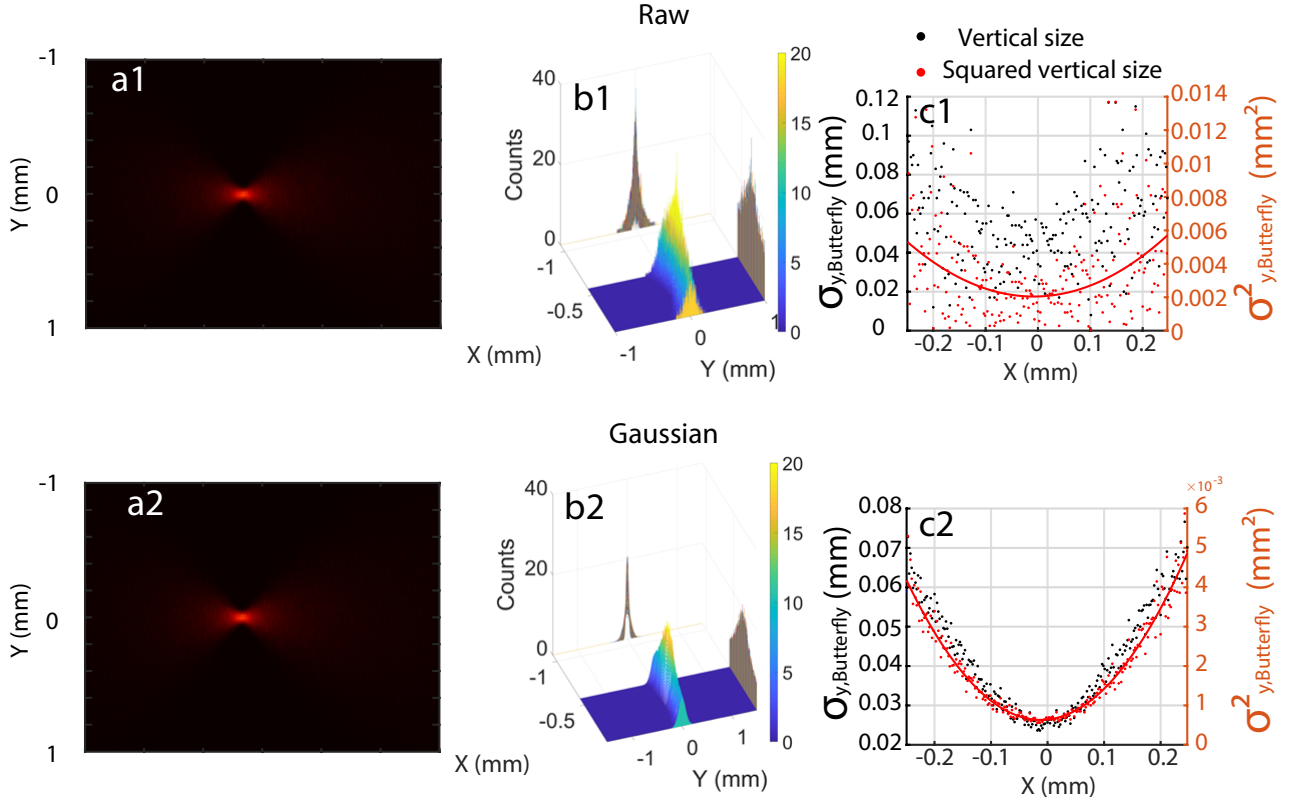 Raw
a1
-1
0
1
Y (mm)
b1
40
20
0
Counts
-1
-0.5
X (mm)
-1
0
1
Y (mm)
20
15
10
5
0
Vertical size
Squared vertical size
c1
0.12
0.1
0.08
0.06
0.04
0.02
0
σy,Butterfly (mm)
-0.2 -0.1 0 0.1 0.2
X (mm)
0.014
0.012
0.01
0.008
0.006
0.004
0.002
0
σ²y,Butterfly (mm²)
Gaussian
a2
-1
0
1
Y (mm)
b2
40
20
0
Counts
-1
-0.5
X (mm)
-1
0
1
Y (mm)
20
15
10
5
0
c2
0.08
0.07
0.06
0.05
0.04
0.03
0.02
σy,Butterfly (mm)
-0.2 -0.1 0 0.1 0.2
X (mm)
×10⁻³
6
5
4
3
2
1
0
σ²y,Butterfly (mm²)